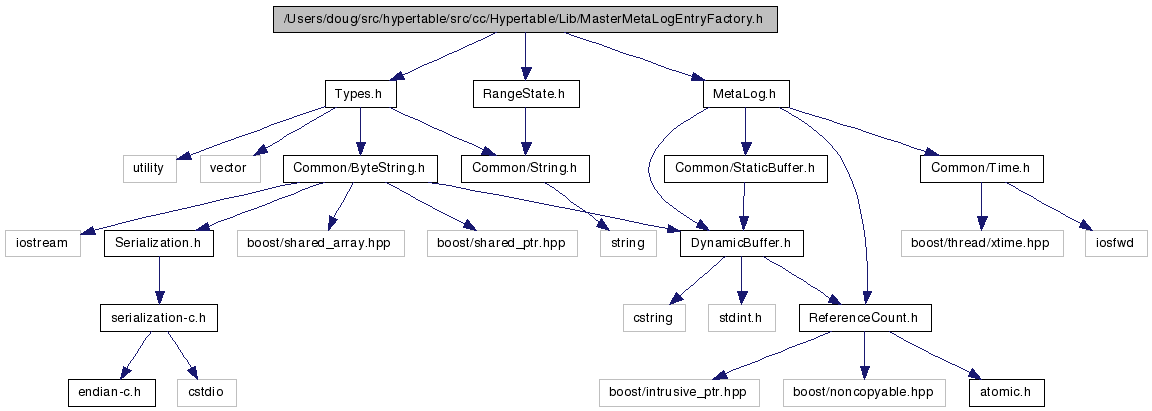 /Users/doug/src/hypertable/src/cc/Hypertable/Lib/MasterMetaLogEntryFactory.h
Types.h
RangeState.h
MetaLog.h
utility
vector
Common/ByteString.h
Common/String.h
Common/StaticBuffer.h
Common/Time.h
iostream
Serialization.h
boost/shared_array.hpp
boost/shared_ptr.hpp
string
DynamicBuffer.h
boost/thread/xtime.hpp
iosfwd
serialization-c.h
cstring
stdint.h
ReferenceCount.h
endian-c.h
cstdio
boost/intrusive_ptr.hpp
boost/noncopyable.hpp
atomic.h